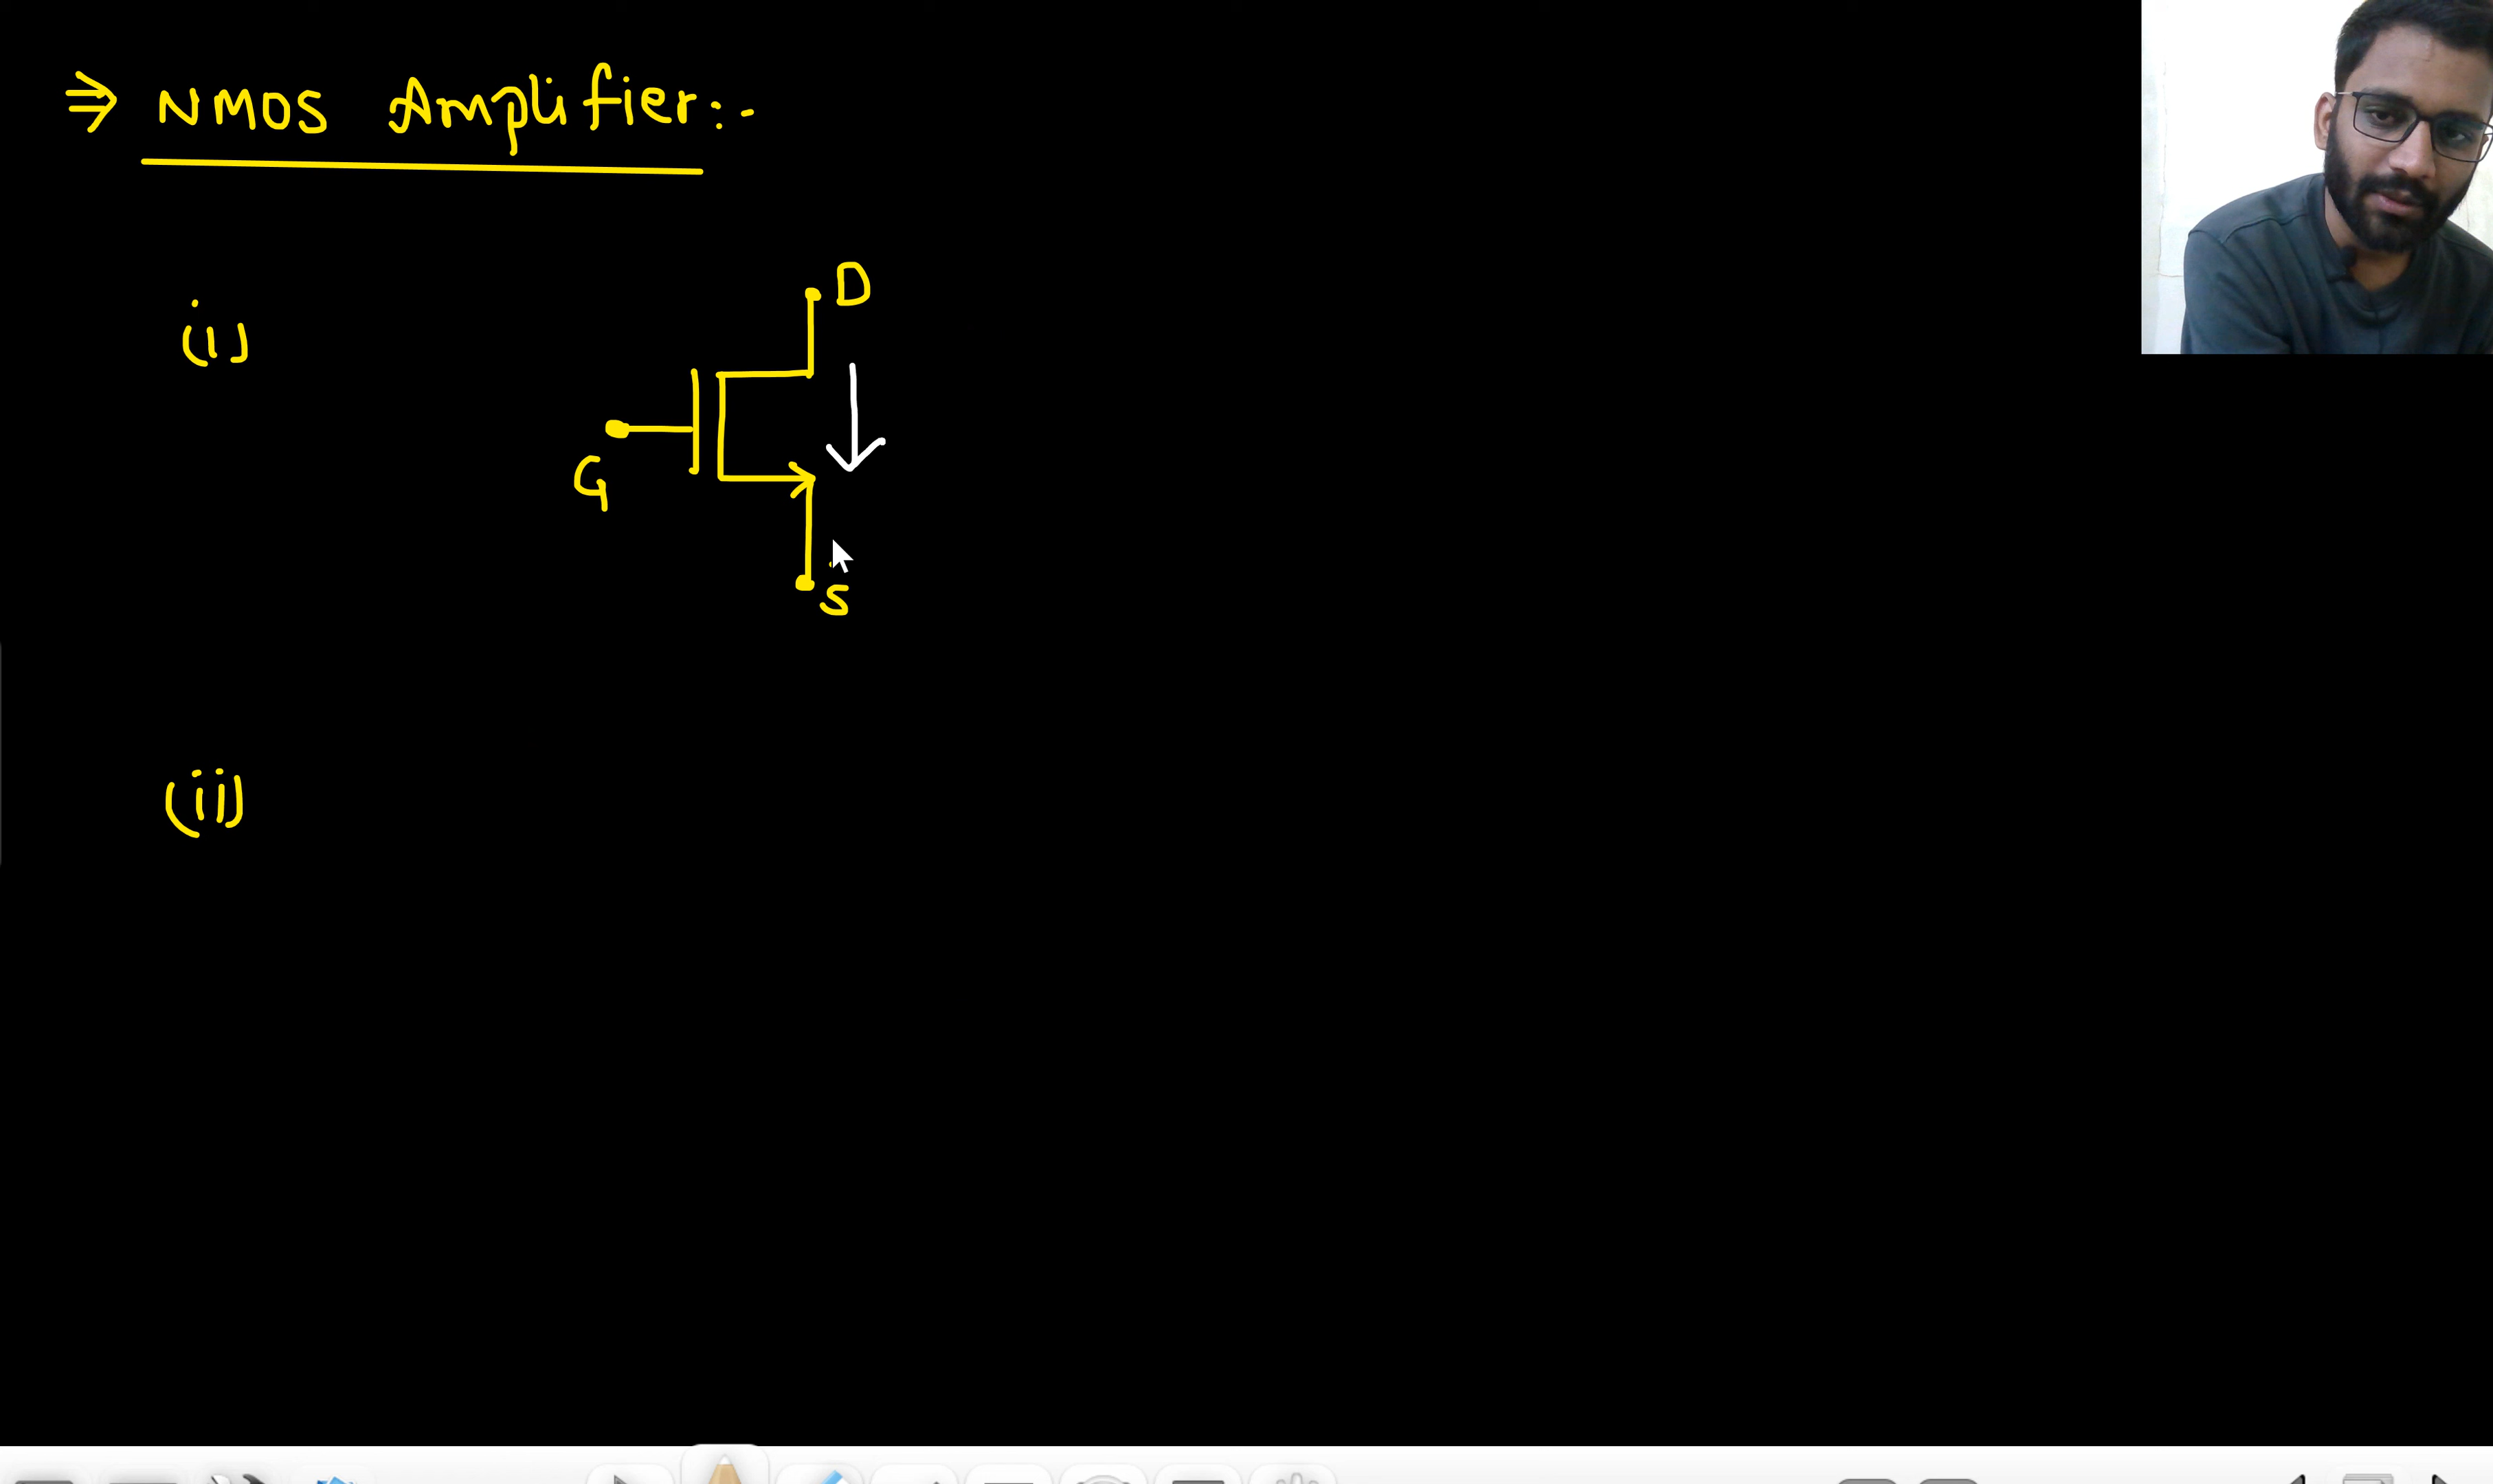 ⇒ NMOS Amplifier:-
(i)
D
G
S
(ii)